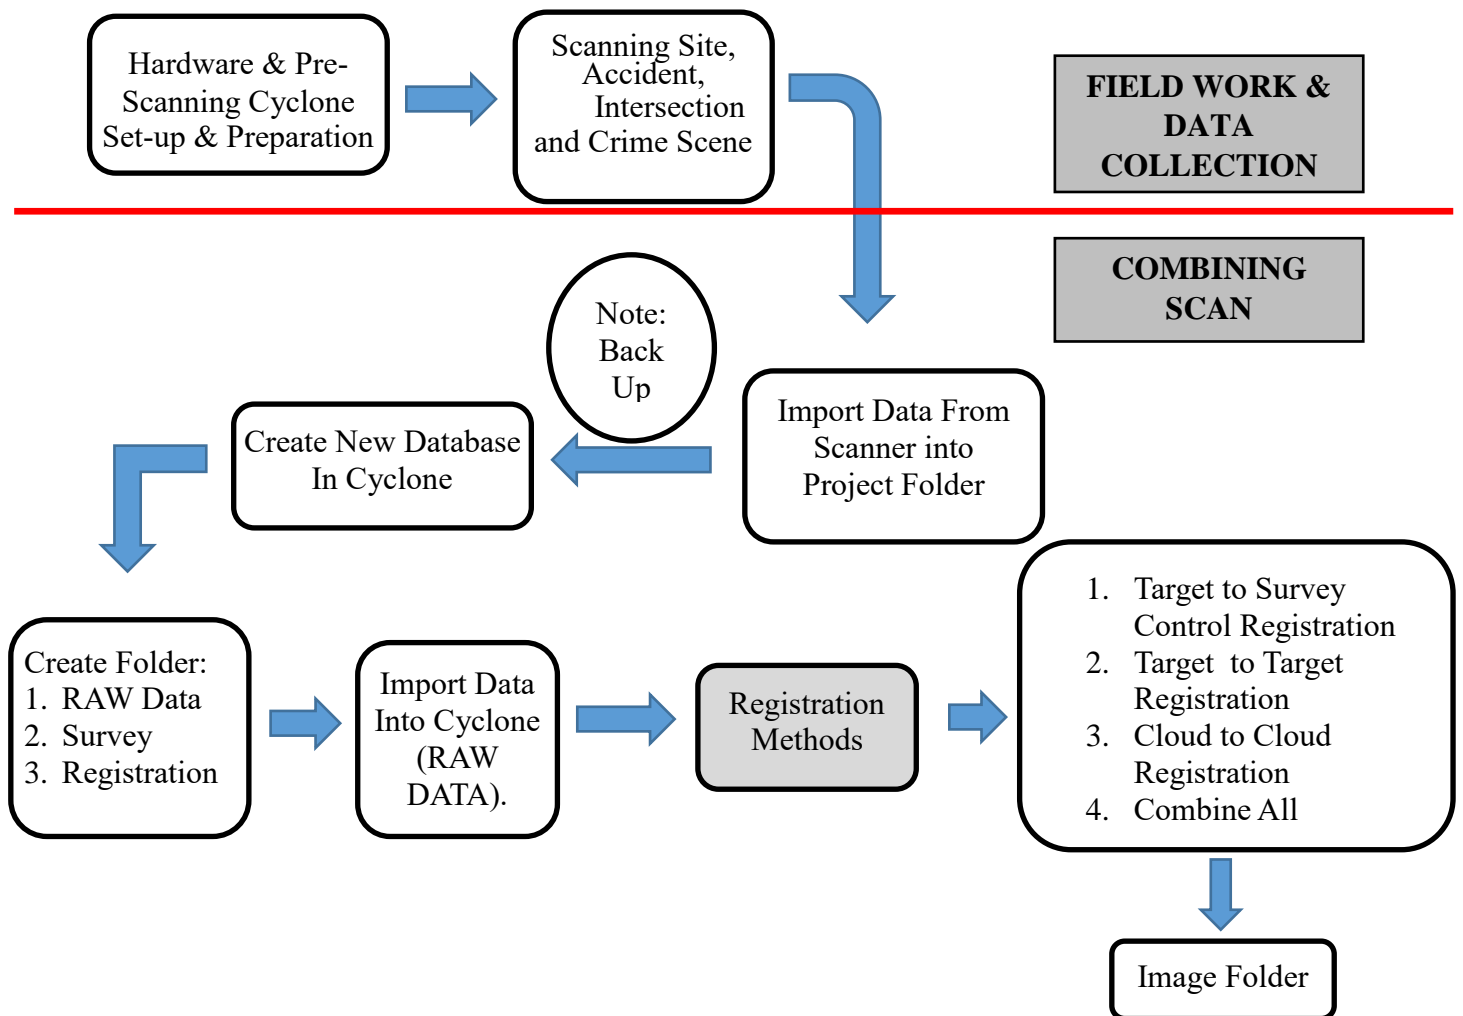 Hardware & Pre-
Scanning Cyclone
Set-up & Preparation
Scanning Site,
Accident,
Intersection
and Crime Scene
FIELD WORK &
DATA
COLLECTION
COMBINING
SCAN
Note:
Back
Up
Import Data From
Scanner into
Project Folder
Create New Database
In Cyclone
Create Folder:
1. RAW Data
2. Survey
3. Registration
Import Data
Into Cyclone
(RAW
DATA).
Registration
Methods
1. Target to Survey
Control Registration
2. Target to Target
Registration
3. Cloud to Cloud
Registration
4. Combine All
Image Folder